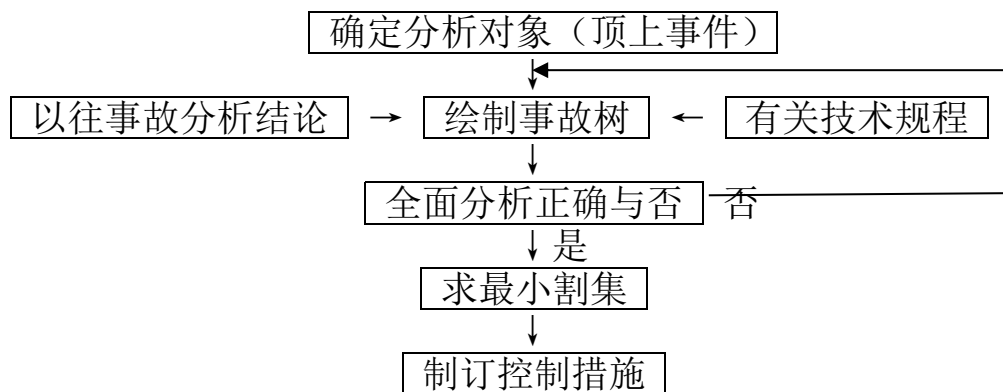 确定分析对象（顶上事件）
以往事故分析结论 绘制事故树 有关技术规程
全面分析正确与否 否
是
求最小割集
制订控制措施